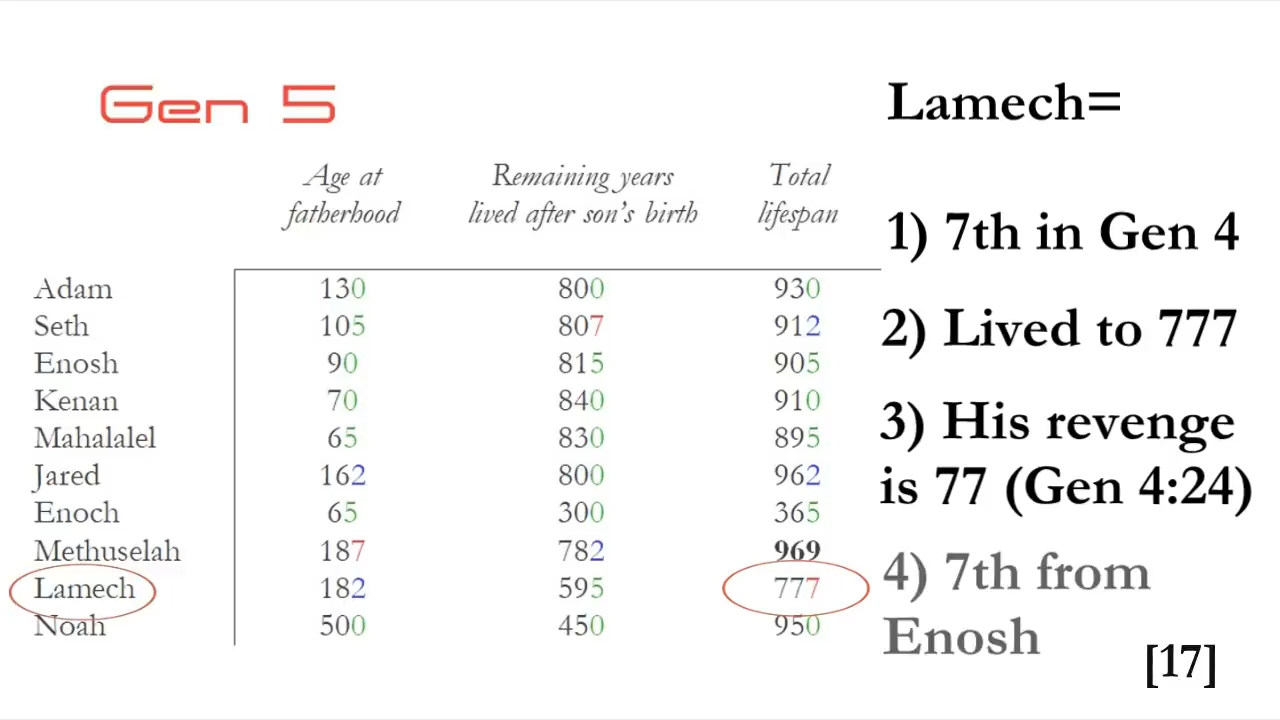 Gen 5
Age at fatherhood Remaining years lived after son's birth Total lifespan
Adam 130 800 930
Seth 105 807 912
Enosh 90 815 905
Kenan 70 840 910
Mahalalel 65 830 895
Jared 162 800 962
Enoch 65 300 365
Methuselah 187 782 969
Lamech 182 595 777
Noah 500 450 950
Lamech=
1) 7th in Gen 4
2) Lived to 777
3) His revenge
is 77 (Gen 4:24)
4) 7th from
Enosh
[17]